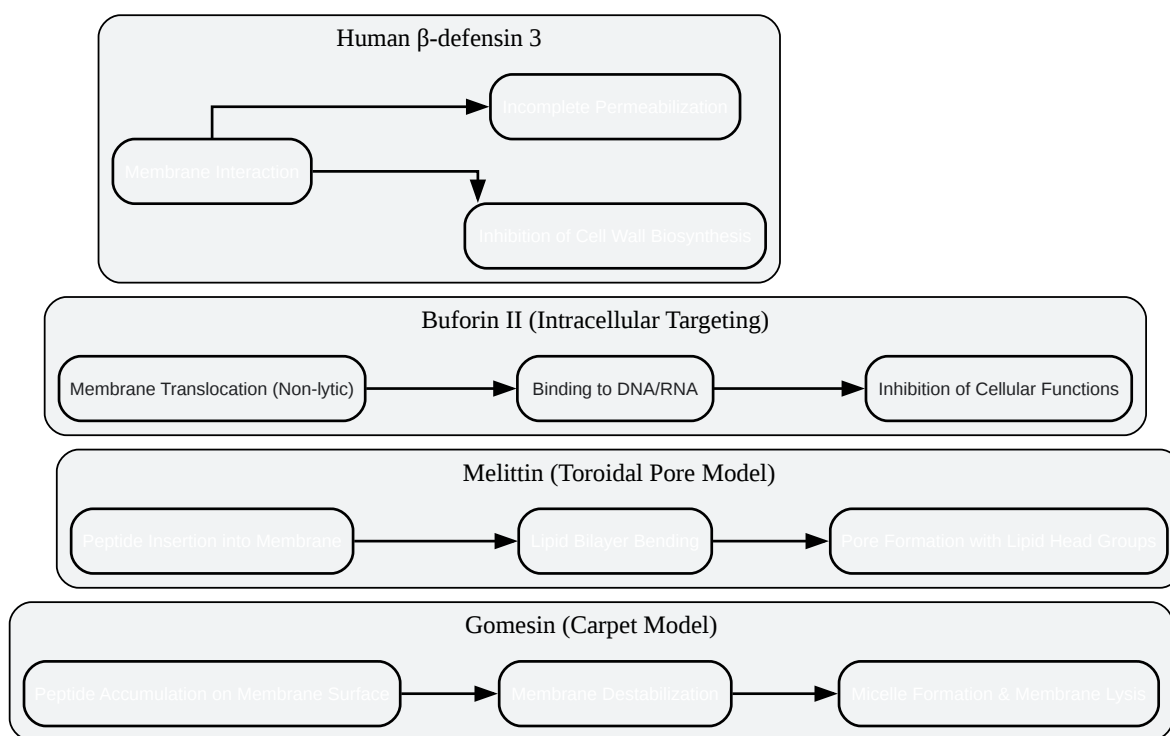 Human β-defensin 3
Incomplete Permeabilization
Membrane Interaction
Inhibition of Cell Wall Biosynthesis
Buforin II (Intracellular Targeting)
Membrane Translocation (Non-lytic)
Binding to DNA/RNA
Inhibition of Cellular Functions
Melittin (Toroidal Pore Model)
Peptide Insertion into Membrane
Lipid Bilayer Bending
Pore Formation with Lipid Head Groups
Gomesin (Carpet Model)
Peptide Accumulation on Membrane Surface
Membrane Destabilization
Micelle Formation & Membrane Lysis